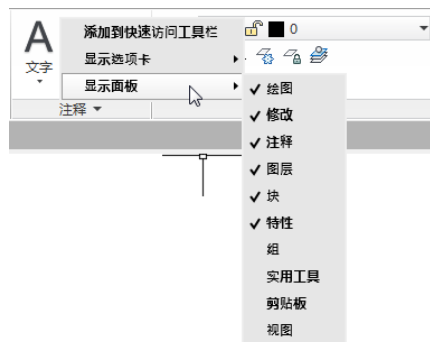 A
文字
注释
添加到快速访问工具栏
显示选项卡
显示面板
0
绘图
修改
注释
图层
块
特性
组
实用工具
剪贴板
视图